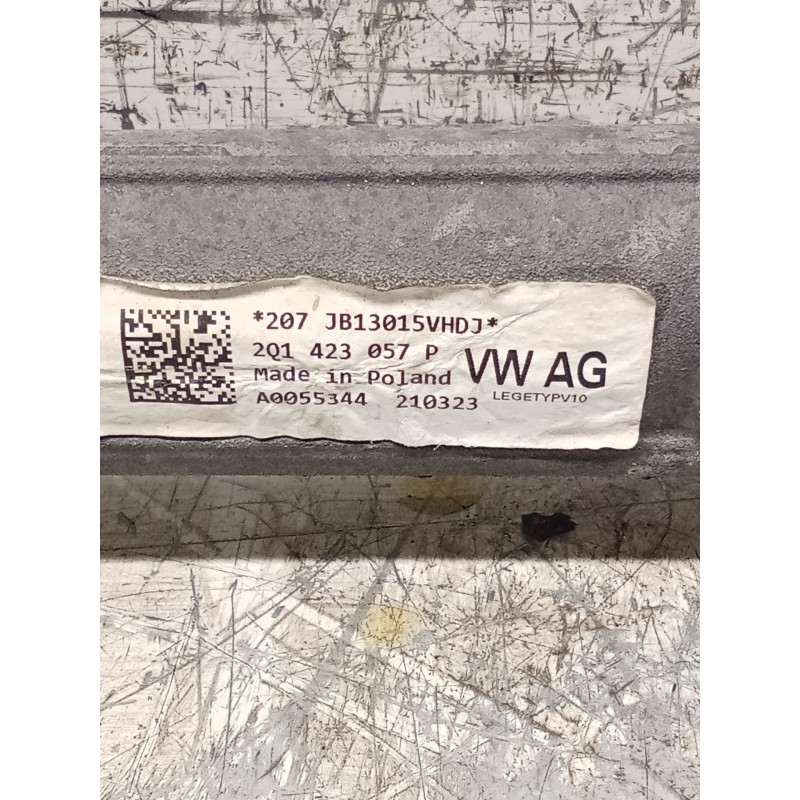 *207 JB13015VHDJ*
2Q1 423 057 P
Made in Poland
A0055344 210323
VW AG
LEGETYPV10